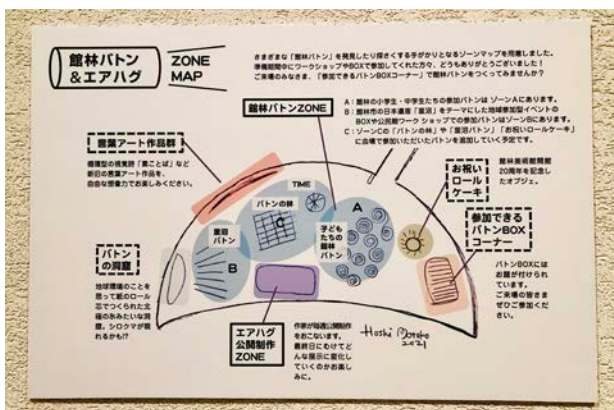 館林バトン
&エアハグ
ZONE
MAP
さまざまな「館林バトン」を発見したり探さくする手がかりとなるゾーンマップを用意しました。
準備期間中にワークショップやBOXで参加してくれた方々、どうもありがとうございました！
ご来場のみなさま、「参加できるバトンBOXコーナー」で館林バトンをつくってみませんか？
館林バトンZONE
A：館林の小学生・中学生たちの参加バトンは ゾーンAにあります。
B：館林市の日本遺産「里沼」をテーマにした地域参加型イベントの
BOXや公民館ワークショップでの参加バトンはゾーンBにあります。
C：ゾーンCの「バトンの林」や「里沼バトン」「お祝いロールケーキ」
に会場で参加いただいたバトンを追加していく予定です。
言葉アート作品群
循環型の視覚詩「葉ことば」など
新旧の言葉アート作品を、
自由な想像力でお楽しみください。
TIME
バトンの林
C
A
里沼
バトン
B
子ども
たちの
館林
バトン
お祝い
ロール
ケーキ
館林美術館開館
20周年を記念し
たオブジェ。
参加できる
バトンBOX
コーナー
バトンBOXには
お題が付けられ
ています。
ご来場の皆さま
ぜひご参加くだ
さい。
バトン
の洞窟
地球環境のことを
思って紙のロール
芯でつくられた北
極の氷みたいな洞
窟。シロクマが現
れるかも!?
エアハグ
公開制作
ZONE
作家が毎週公開制作
をおこないます。
最終日にむけてど
んな展示に変化し
ていくのかお楽し
みに。
Hoshi Motoko
2021